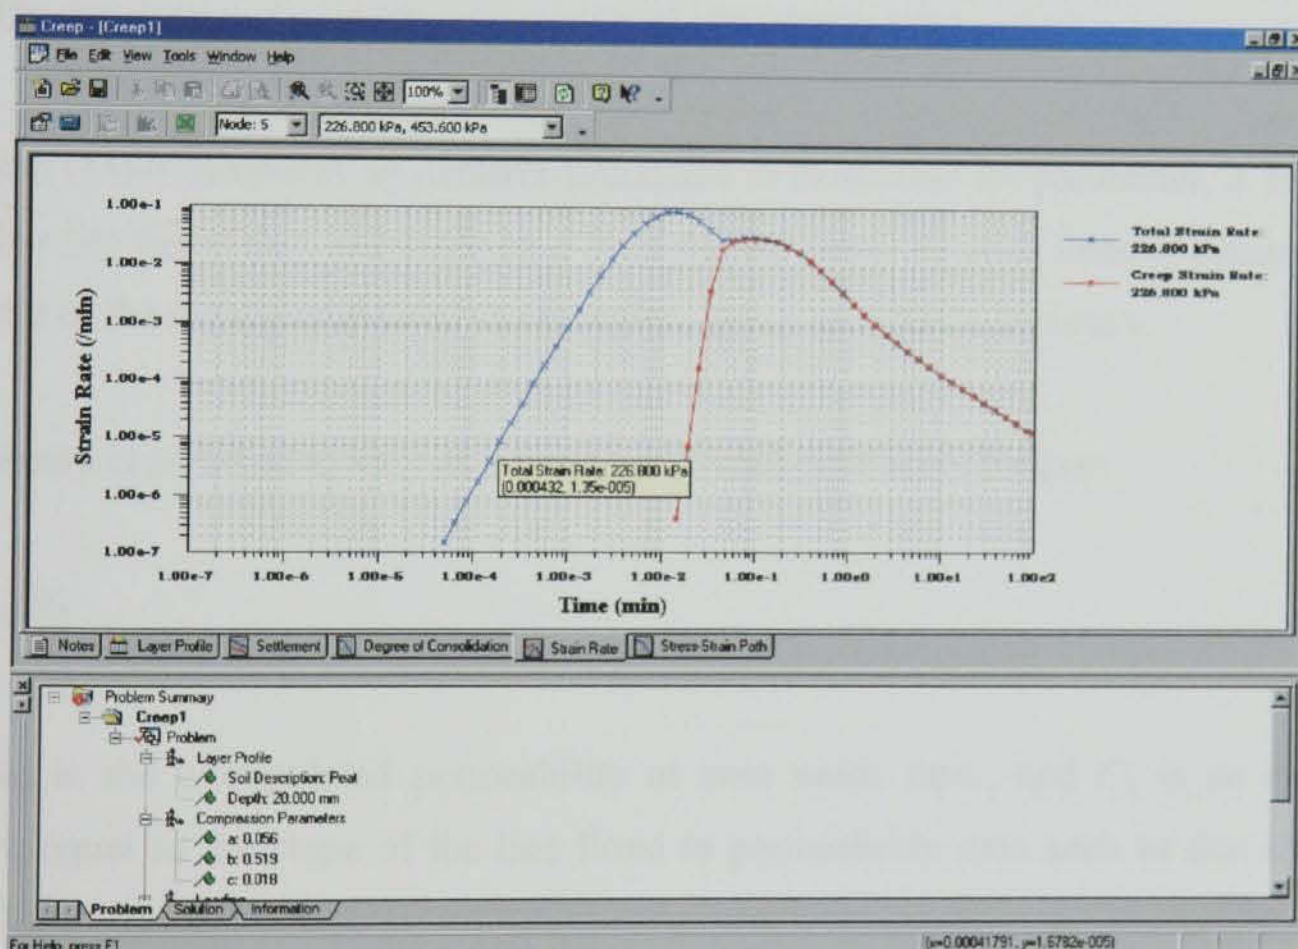 Creep - [Creep1]
File Edit View Tools Window Help
100%
Node: 5 226.800 kPa, 453.600 kPa
1.00e-1
1.00e-2
1.00e-3
1.00e-4
1.00e-5
1.00e-6
1.00e-7
Strain Rate (/min)
Total Strain Rate:
226.800 kPa
Creep Strain Rate:
226.800 kPa
Total Strain Rate: 226.800 kPa
(0.000432, 1.35e-005)
1.00e-7 1.00e-6 1.00e-5 1.00e-4 1.00e-3 1.00e-2 1.00e-1 1.00e0 1.00e1 1.00e2
Time (min)
Notes Layer Profile Settlement Degree of Consolidation Strain Rate Stress-Strain Path
Problem Summary
Creep1
Problem
Layer Profile
Soil Description: Peat
Depth: 20.000 mm
Compression Parameters
a: 0.056
b: 0.519
c: 0.018
Loading
Problem Solution Information
For Help, press F1 (x=0.00041791, y=1.6782e-005)